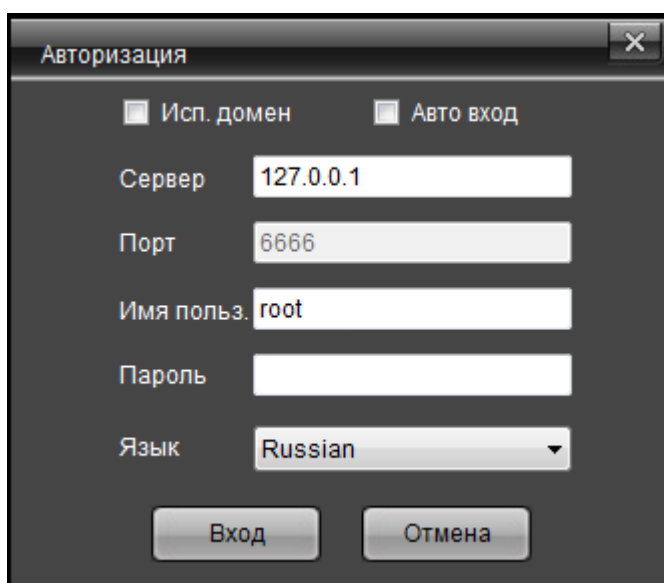 Авторизация
Исп. домен Авто вход
Сервер 127.0.0.1
Порт 6666
Имя польз. root
Пароль
Язык Russian
Вход Отмена